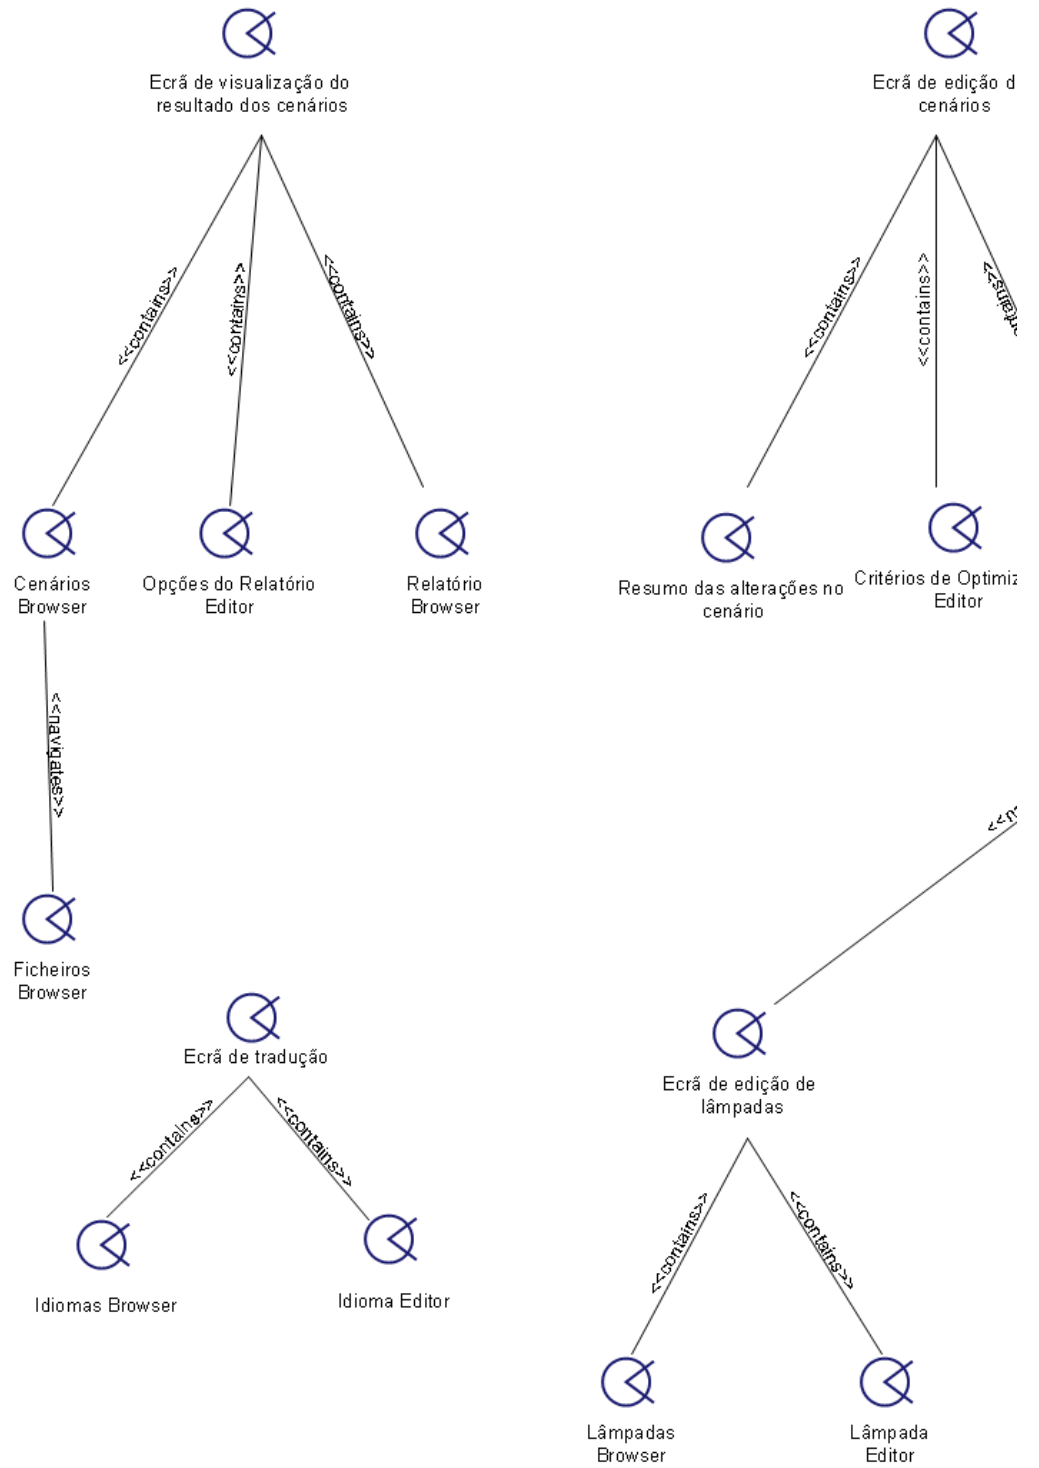 Ecrã de visualização do
resultado dos cenários
Ecrã de edição d
cenários
<<contains>>
<<contains>>
<<contains>>
<<contains>>
<<contains>>
Cenários
Browser
Opções do Relatório
Editor
Relatório
Browser
Resumo das alterações no
cenário
Critérios de Optimiz
Editor
<<navigates>>
Ficheiros
Browser
Ecrã de tradução
<<contains>>
<<contains>>
Idiomas Browser
Idioma Editor
Ecrã de edição de
lâmpadas
<<contains>>
<<contains>>
Lâmpadas
Browser
Lâmpada
Editor